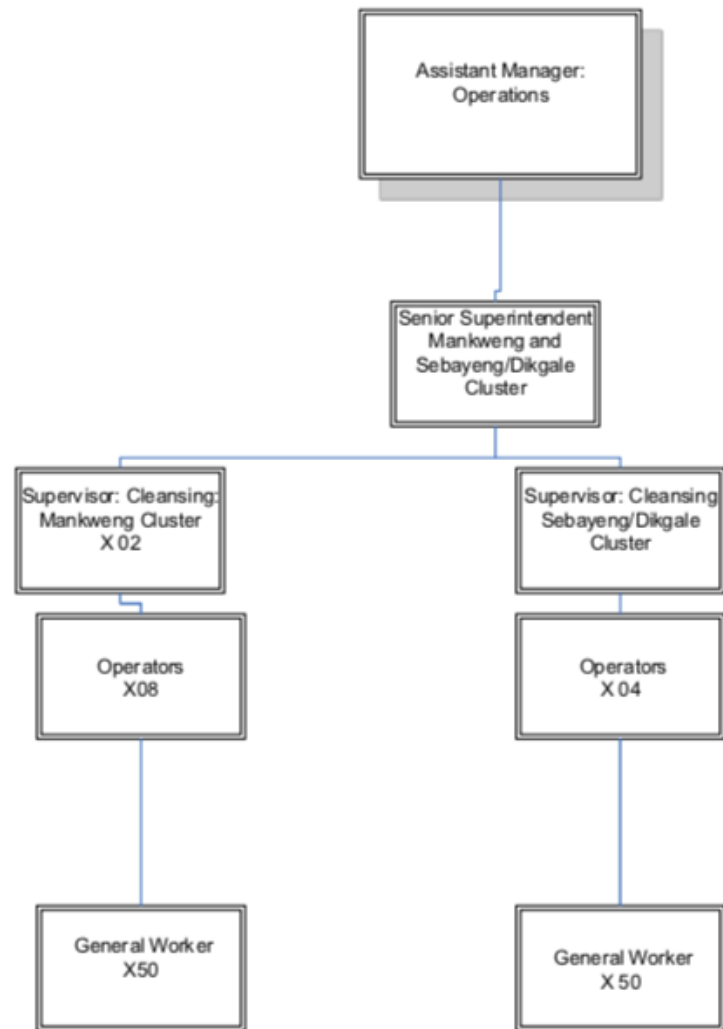 Assistant Manager:
Operations
Senior Superintendent
Mankweng and
Sebayeng/Dikgale
Cluster
Supervisor: Cleansing:
Mankweng Cluster
X 02
Supervisor: Cleansing
Sebayeng/Dikgale
Cluster
Operators
X08
Operators
X 04
General Worker
X50
General Worker
X 50